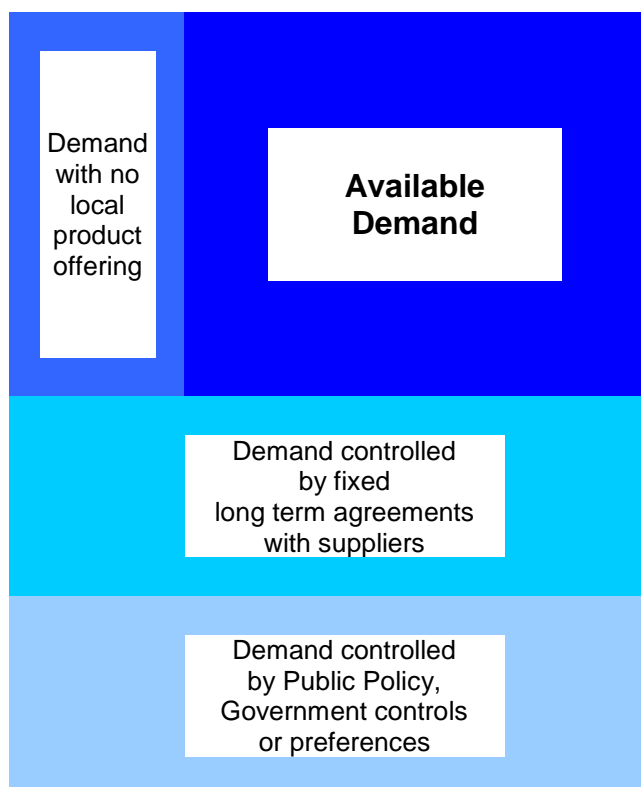 Demand
with no
local
product
offering
Available
Demand
Demand controlled
by fixed
long term agreements
with suppliers
Demand controlled
by Public Policy,
Government controls
or preferences